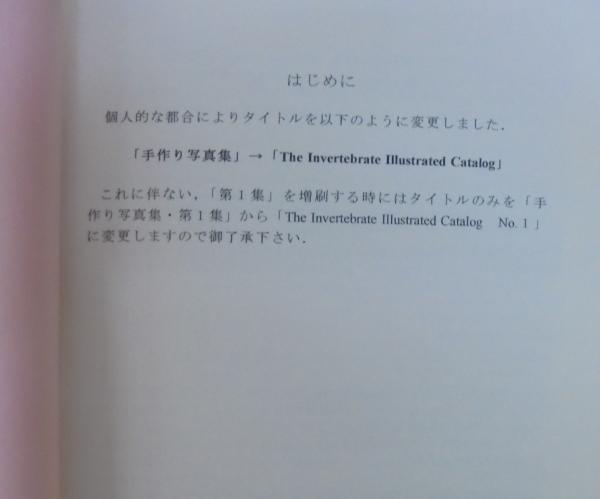 はじめに
個人的な都合によりタイトルを以下のように変更しました．
「手作り写真集」→「The Invertebrate Illustrated Catalog」
これに伴ない，「第１集」を増刷する時にはタイトルのみを「手
作り写真集・第１集」から「The Invertebrate Illustrated Catalog　No. 1」
に変更しますので御了承下さい．